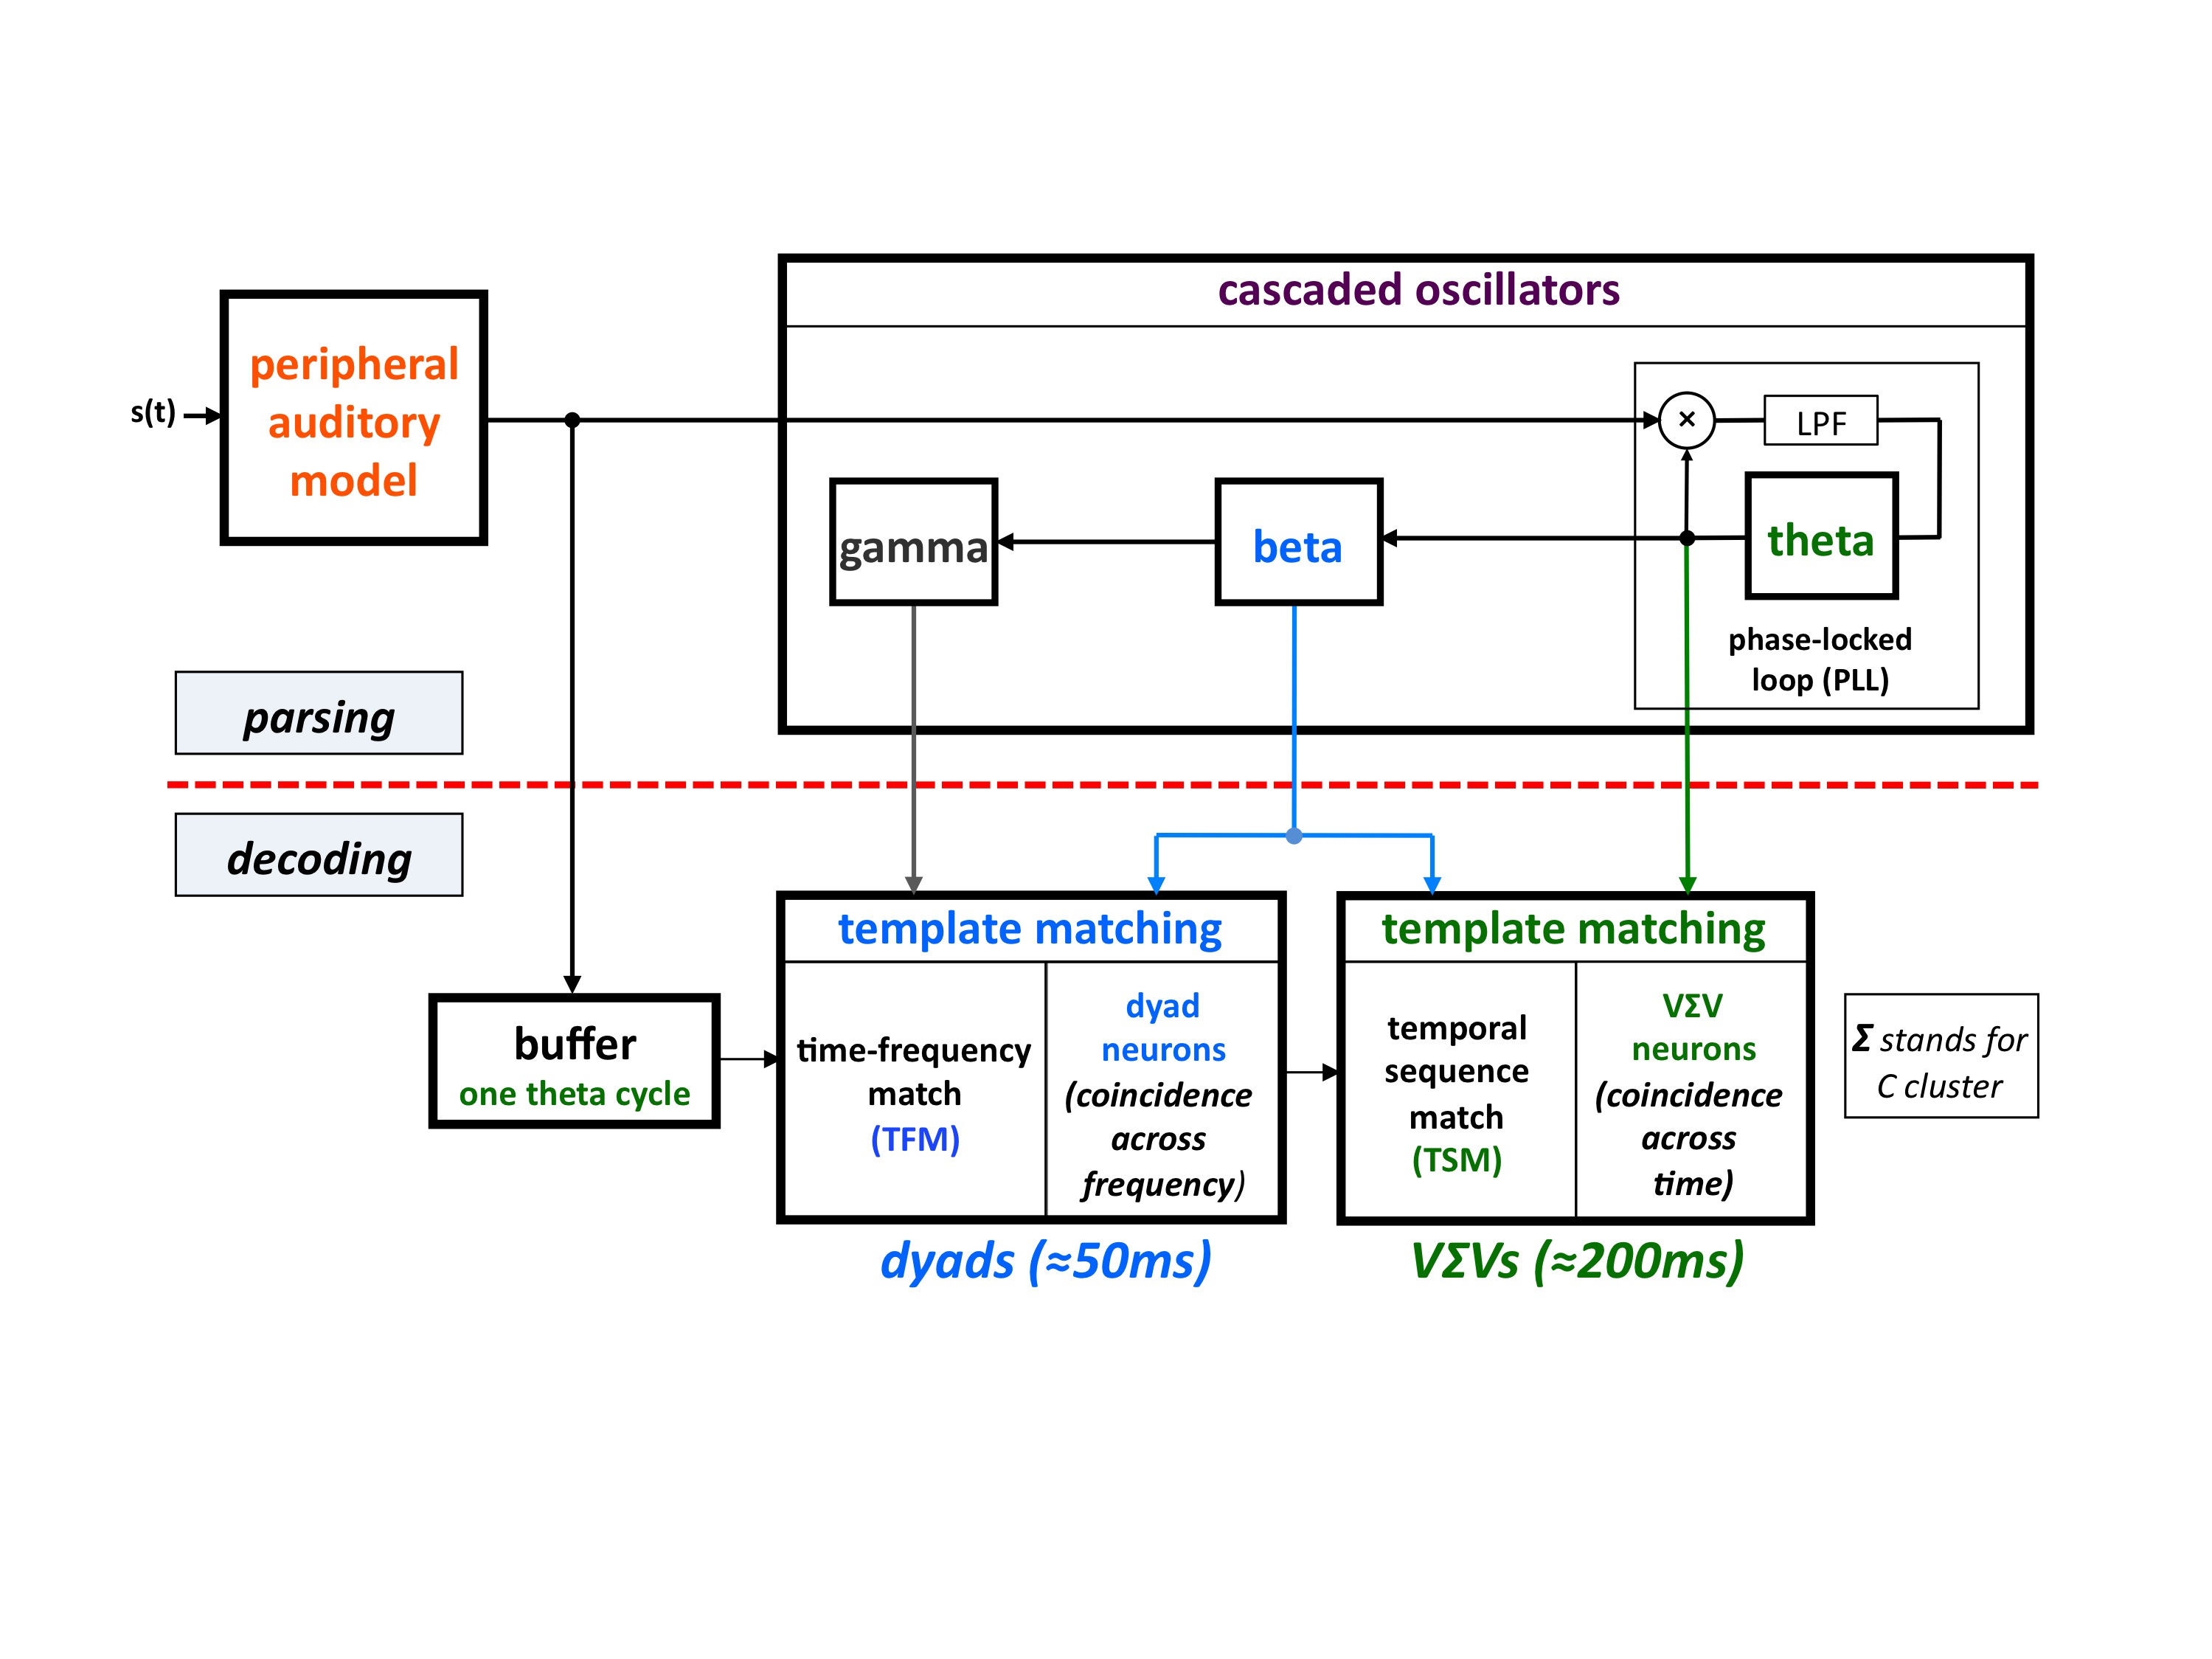 cascaded oscillators
peripheral
auditory
model
s(t)
×
LPF
gamma
beta
theta
phase-locked
loop (PLL)
parsing
decoding
template matching
template matching
buffer
one theta cycle
time-frequency
match
(TFM)
dyad
neurons
(coincidence
across
frequency)
temporal
sequence
match
(TSM)
VΣV
neurons
(coincidence
across
time)
Σ stands for
C cluster
dyads (≈50ms)
VΣVs (≈200ms)